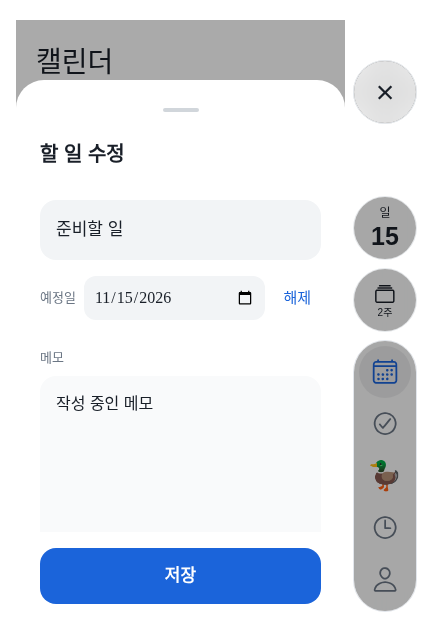 캘린더
할 일 수정
준비할 일
예정일 11/15/2026 해제
메모
작성 중인 메모
저장
일
15
2주